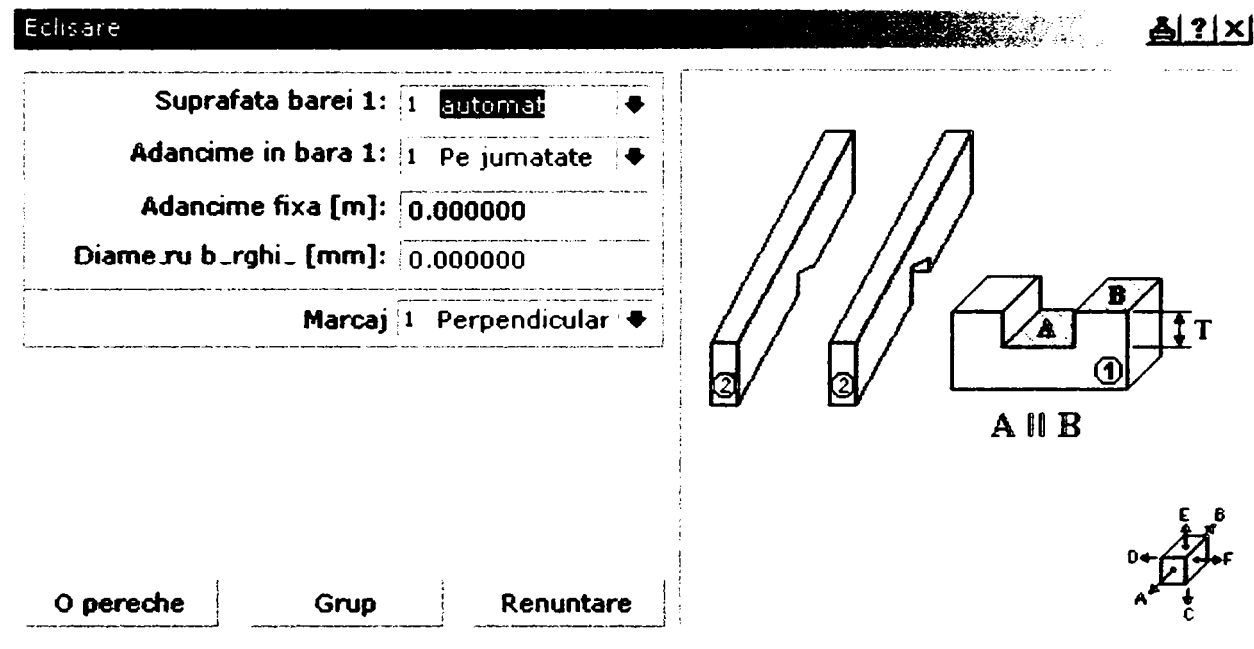 Eclisare
? X
Suprafata barei 1: 1 automat
Adancime in bara 1: 1 Pe jumatate
Adancime fixa [m]: 0.000000
[mm]: 0.000000
Marcaj 1 Perpendicular
2
2
A
B
T
1
A || B
E
B
D
F
A
C
O pereche
Grup
Renuntare